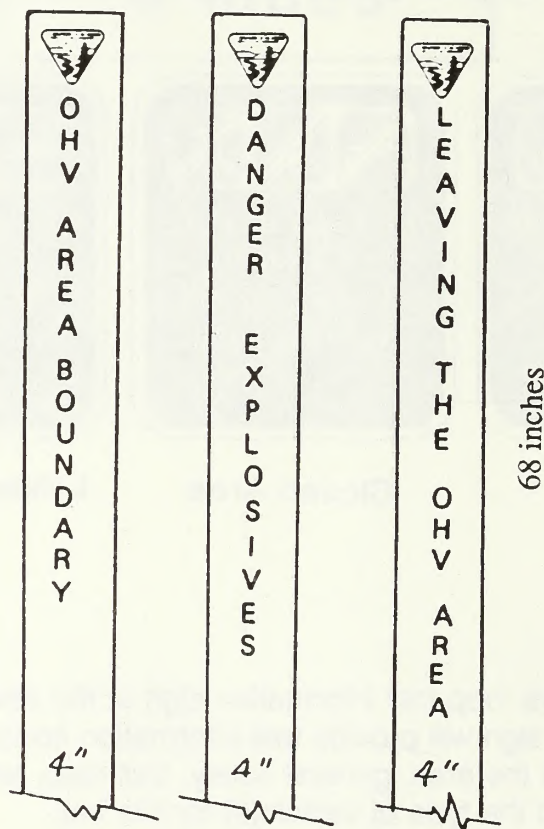 OHV AREA BOUNDARY
DANGER EXPLOSIVES
LEAVING THE OHV AREA
4"
4"
4"
68 inches